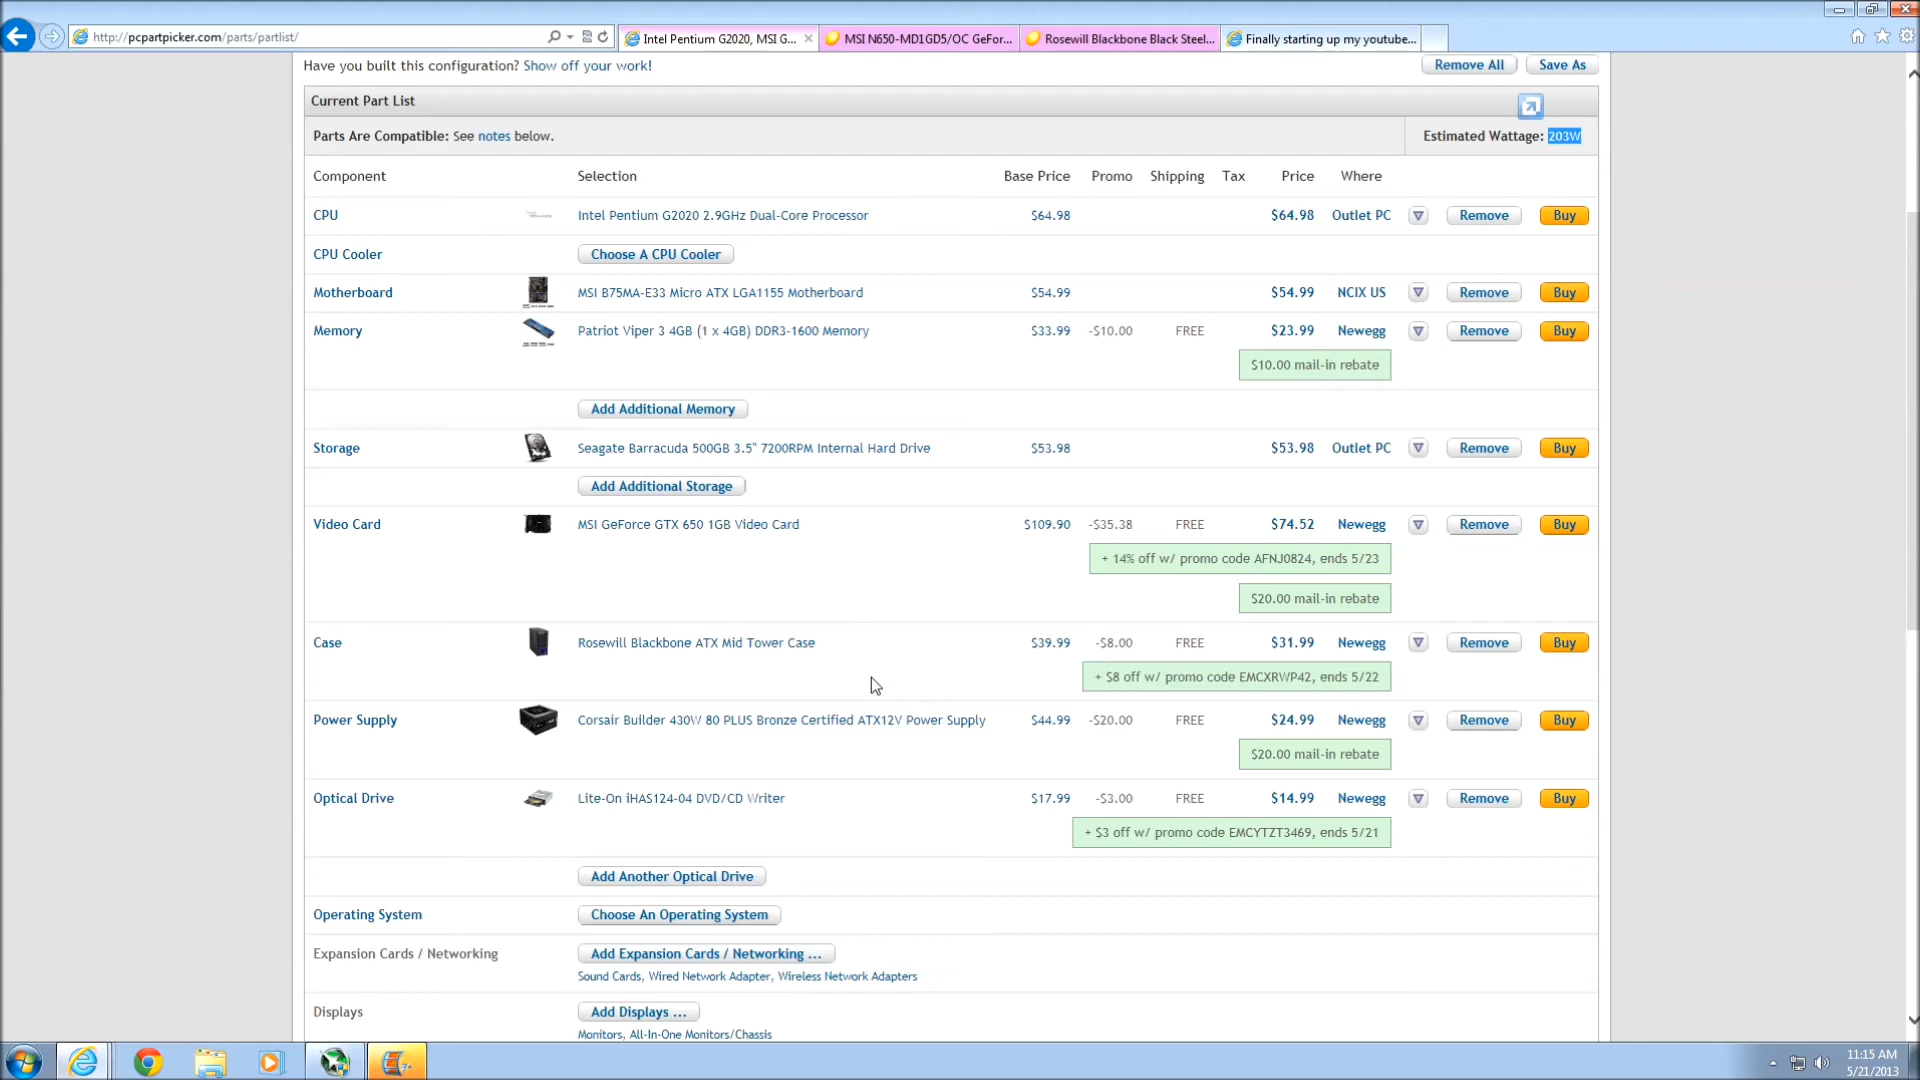 http://pcpartpicker.com/parts/partlist/
Intel Pentium G2020, MSI G...
MSI N650-MD1GD5/OC GeFor...
Rosewill Blackbone Black Steel...
Finally starting up my youtube...
Have you built this configuration? Show off your work!
Remove All
Save As
Current Part List
Parts Are Compatible: See notes below.
Estimated Wattage: 203W
Component Selection Base Price Promo Shipping Tax Price Where
CPU Intel Pentium G2020 2.9GHz Dual-Core Processor $64.98 $64.98 Outlet PC Remove Buy
CPU Cooler Choose A CPU Cooler
Motherboard MSI B75MA-E33 Micro ATX LGA1155 Motherboard $54.99 $54.99 NCIX US Remove Buy
Memory Patriot Viper 3 4GB (1 x 4GB) DDR3-1600 Memory $33.99 -$10.00 FREE $23.99 Newegg Remove Buy
$10.00 mail-in rebate
Add Additional Memory
Storage Seagate Barracuda 500GB 3.5" 7200RPM Internal Hard Drive $53.98 $53.98 Outlet PC Remove Buy
Add Additional Storage
Video Card MSI GeForce GTX 650 1GB Video Card $109.90 -$35.38 FREE $74.52 Newegg Remove Buy
+ 14% off w/ promo code AFNJ0824, ends 5/23
$20.00 mail-in rebate
Case Rosewill Blackbone ATX Mid Tower Case $39.99 -$8.00 FREE $31.99 Newegg Remove Buy
+ $8 off w/ promo code EMCXRWP42, ends 5/22
Power Supply Corsair Builder 430W 80 PLUS Bronze Certified ATX12V Power Supply $44.99 -$20.00 FREE $24.99 Newegg Remove Buy
$20.00 mail-in rebate
Optical Drive Lite-On iHAS124-04 DVD/CD Writer $17.99 -$3.00 FREE $14.99 Newegg Remove Buy
+ $3 off w/ promo code EMCYTZT3469, ends 5/21
Add Another Optical Drive
Operating System Choose An Operating System
Expansion Cards / Networking Add Expansion Cards / Networking ...
Sound Cards, Wired Network Adapter, Wireless Network Adapters
Displays Add Displays ...
Monitors, All-In-One Monitors/Chassis
11:15 AM
5/21/2013